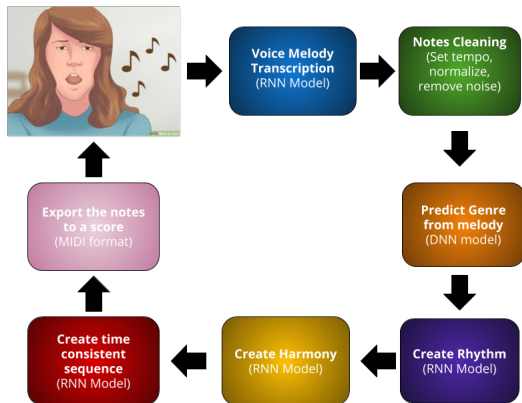 Voice Melody
Transcription
(RNN Model)
Notes Cleaning
(Set tempo,
normalize,
remove noise)
Predict Genre
from melody
(DNN model)
Create Rhythm
(RNN Model)
Create Harmony
(RNN Model)
Create time
consistent
sequence
(RNN Model)
Export the notes
to a score
(MIDI format)